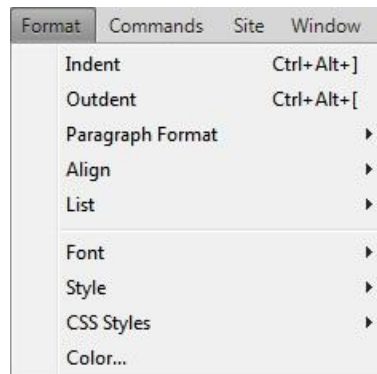 Format Commands Site Window
Indent Ctrl+Alt+]
Outdent Ctrl+Alt+[
Paragraph Format
Align
List
Font
Style
CSS Styles
Color...